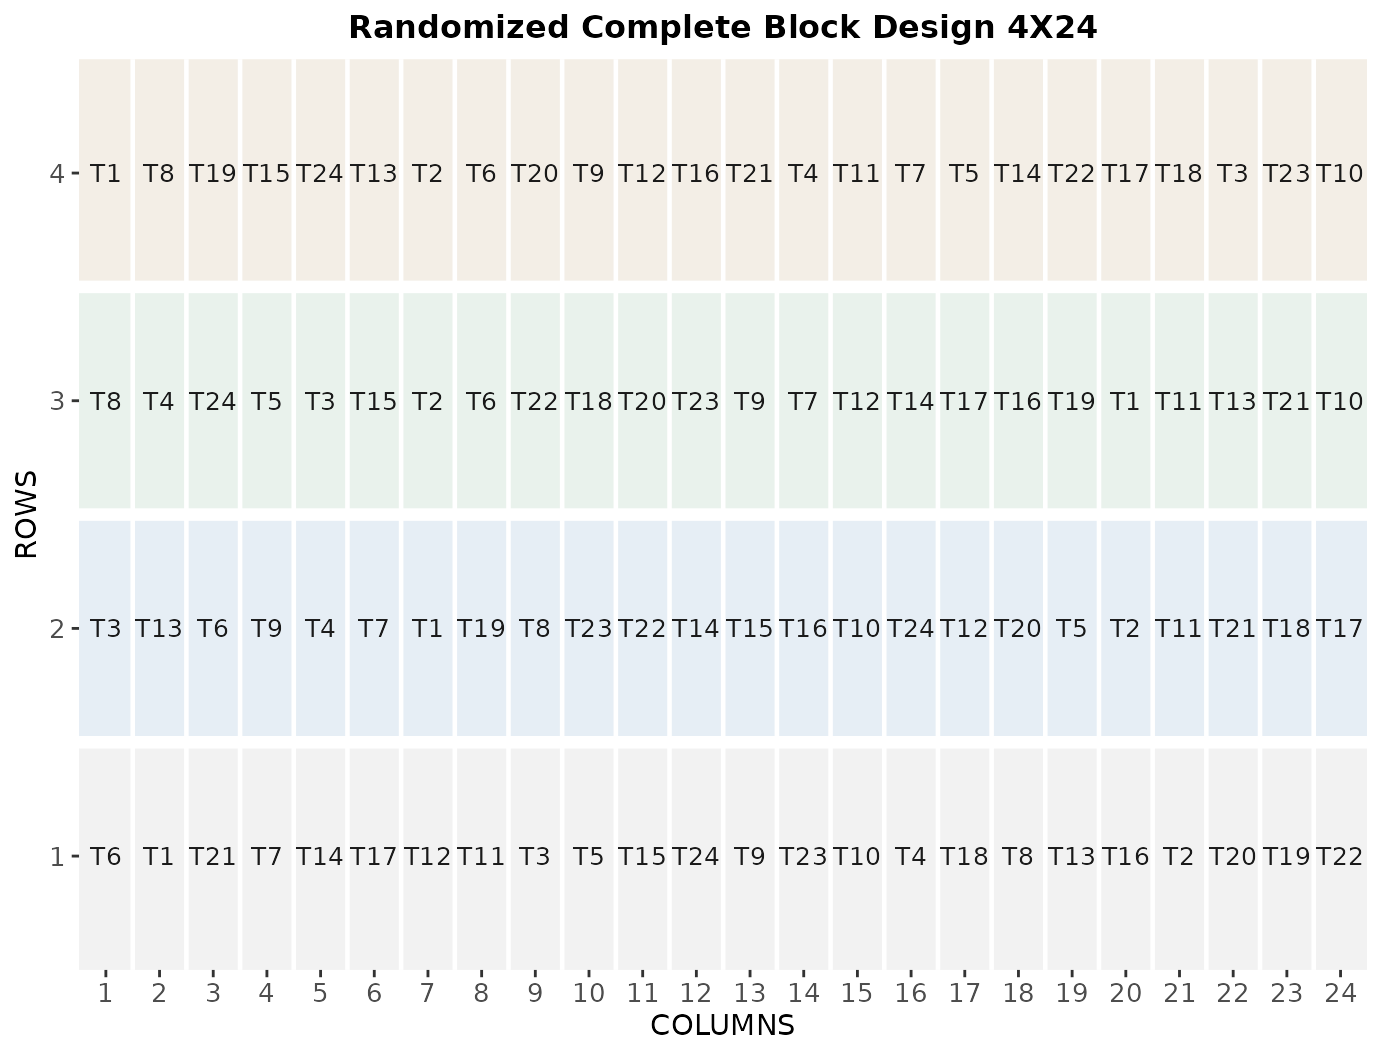 Randomized Complete Block Design 4X24
4 T1 T8 T19 T15 T24 T13 T2 T6 T20 T9 T12 T16 T21 T4 T11 T7 T5 T14 T22 T17 T18 T3 T23 T10
3 T8 T4 T24 T5 T3 T15 T2 T6 T22 T18 T20 T23 T9 T7 T12 T14 T17 T16 T19 T1 T11 T13 T21 T10
ROWS
2 T3 T13 T6 T9 T4 T7 T1 T19 T8 T23 T22 T14 T15 T16 T10 T24 T12 T20 T5 T2 T11 T21 T18 T17
1 T6 T1 T21 T7 T14 T17 T12 T11 T3 T5 T15 T24 T9 T23 T10 T4 T18 T8 T13 T16 T2 T20 T19 T22
1 2 3 4 5 6 7 8 9 10 11 12 13 14 15 16 17 18 19 20 21 22 23 24
COLUMNS